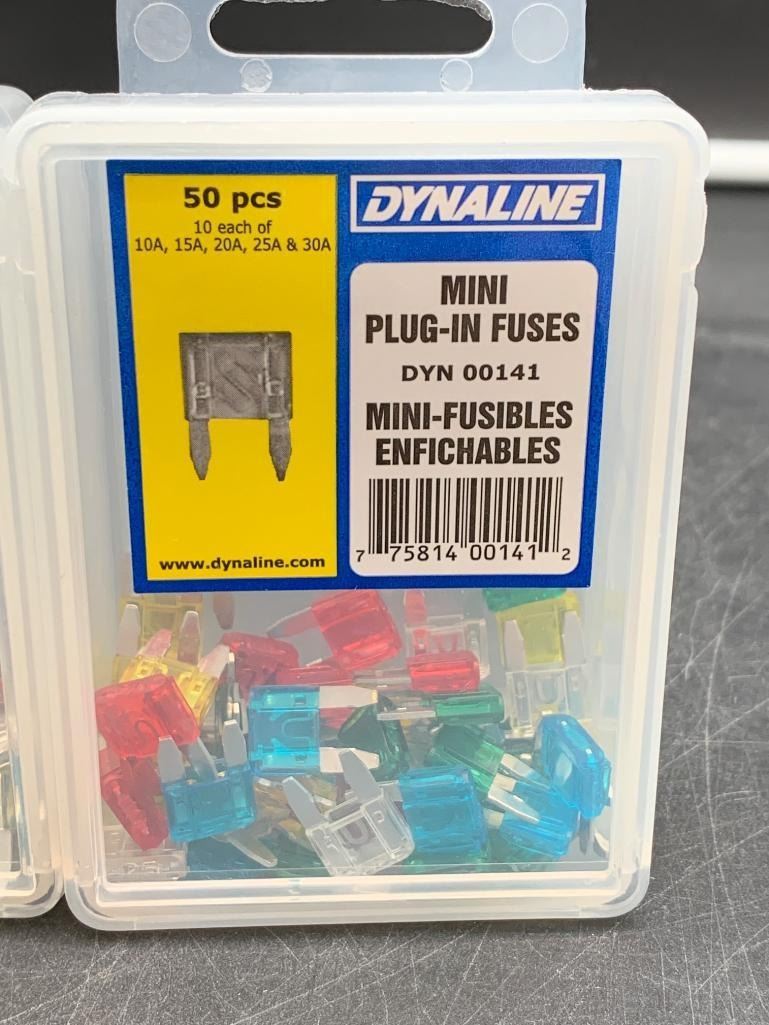 50 pcs
10 each of
10A, 15A, 20A, 25A & 30A
www.dynaline.com
DYNALINE
MINI
PLUG-IN FUSES
DYN 00141
MINI-FUSIBLES
ENFICHABLES
7 75814 00141 2